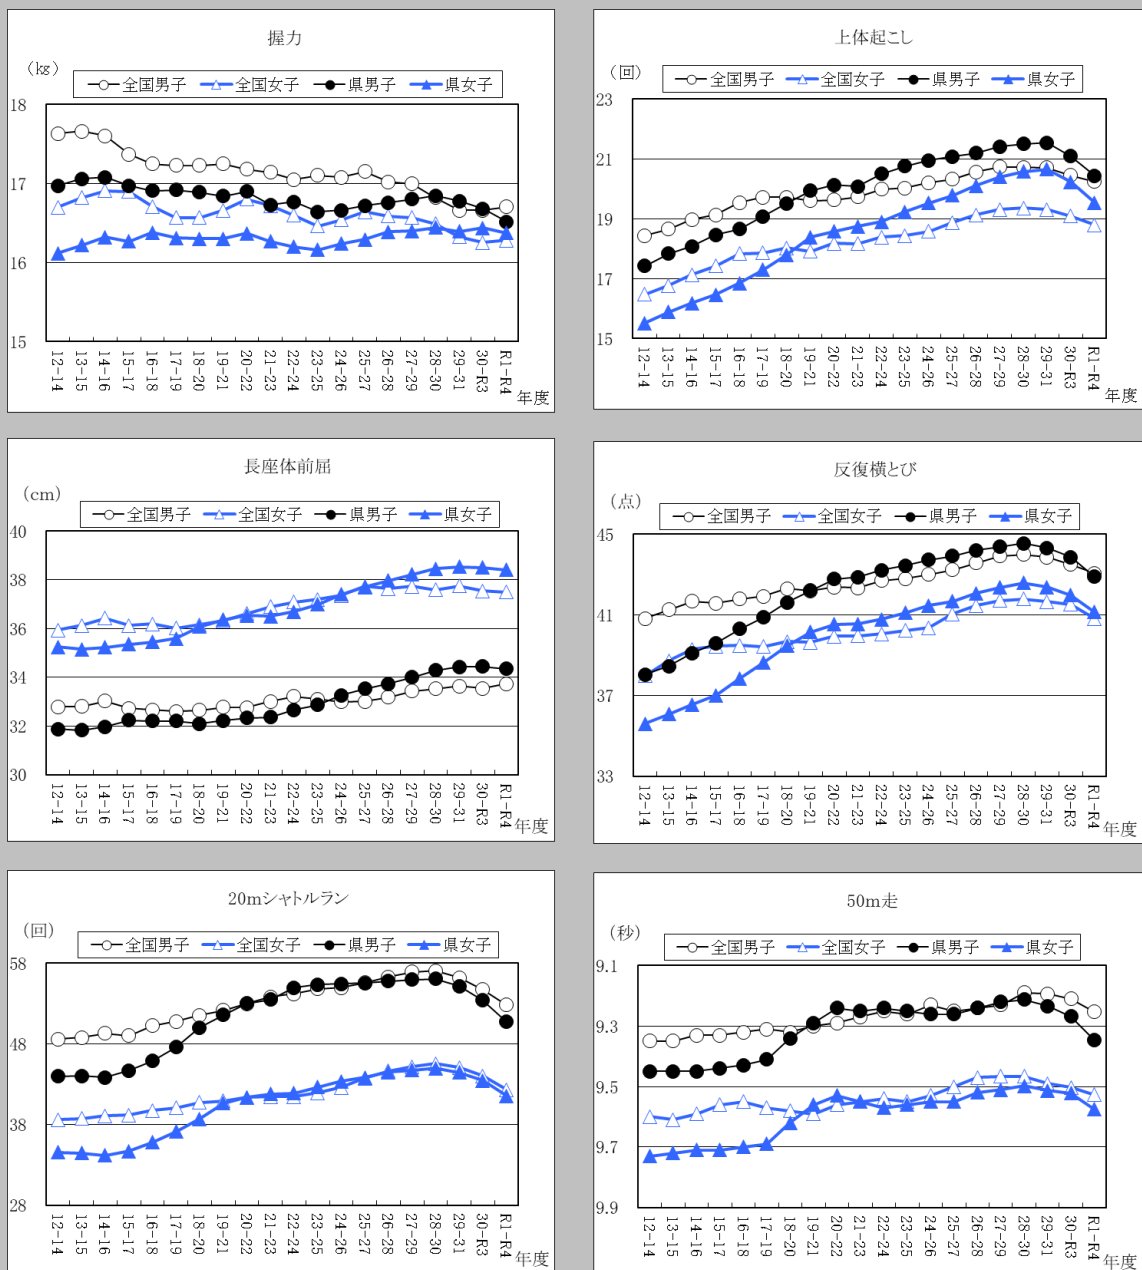 握力
（kg）
全国男子 全国女子 県男子 県女子
18
17
16
15
12-14 13-15 14-16 15-17 16-18 17-19 18-20 19-21 20-22 21-23 22-24 23-25 24-26 25-27 27-29 28-30 29-31 30-R3 R1-R4
年度
上体起こし
（回）
全国男子 全国女子 県男子 県女子
23
21
19
17
15
12-14 13-15 14-16 15-17 16-18 17-19 18-20 19-21 20-22 21-23 22-24 23-25 24-26 25-27 26-28 27-29 28-30 29-31 30-R3 R1-R4
年度
長座体前屈
（cm）
全国男子 全国女子 県男子 県女子
40
38
36
34
32
30
12-14 13-15 14-16 15-17 16-18 17-19 18-20 19-21 20-22 21-23 22-24 23-25 24-26 25-27 26-28 27-29 28-30 29-31 30-R3 R1-R4
年度
反復横とび
（点）
全国男子 全国女子 県男子 県女子
45
41
37
33
12-14 13-15 14-16 15-17 16-18 17-19 18-20 19-21 20-22 21-23 22-24 23-25 24-26 25-27 26-28 27-29 28-30 29-31 30-R3 R1-R4
年度
20mシャトルラン
（回）
全国男子 全国女子 県男子 県女子
58
48
38
28
12-14 13-15 14-16 15-17 16-18 17-19 18-20 19-21 20-22 21-23 22-24 23-25 24-26 25-27 26-28 27-29 28-30 29-31 30-R3 R1-R4
年度
50m走
（秒）
全国男子 全国女子 県男子 県女子
9.1
9.3
9.5
9.7
9.9
12-14 13-15 14-16 15-17 16-18 17-19 18-20 19-21 20-22 21-23 22-24 23-25 24-26 25-27 26-28 27-29 28-30 29-31 30-R3 R1-R4
年度